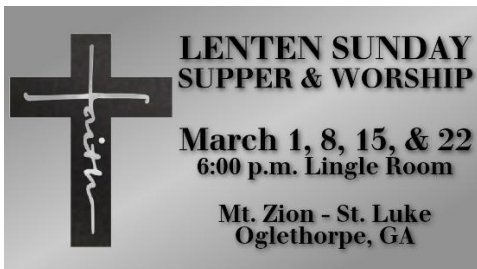 faith
LENTEN SUNDAY
SUPPER & WORSHIP
March 1, 8, 15, & 22
6:00 p.m. Lingle Room
Mt. Zion - St. Luke
Oglethorpe, GA